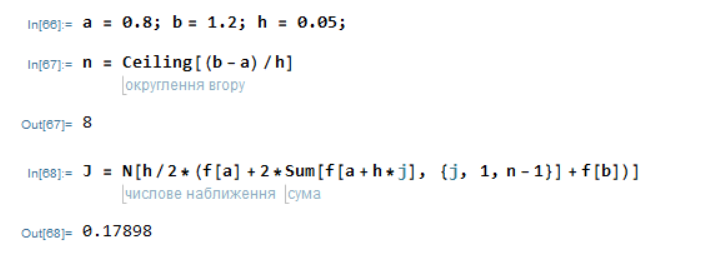 In[66]:= a = 0.8; b = 1.2; h = 0.05;
In[67]:= n = Ceiling[(b - a) / h]
округлення вгору
Out[67]= 8
In[68]:= J = N[h / 2 * (f[a] + 2 * Sum[f[a + h * j], {j, 1, n - 1}] + f[b])]
числове наближення сума
Out[68]= 0.17898